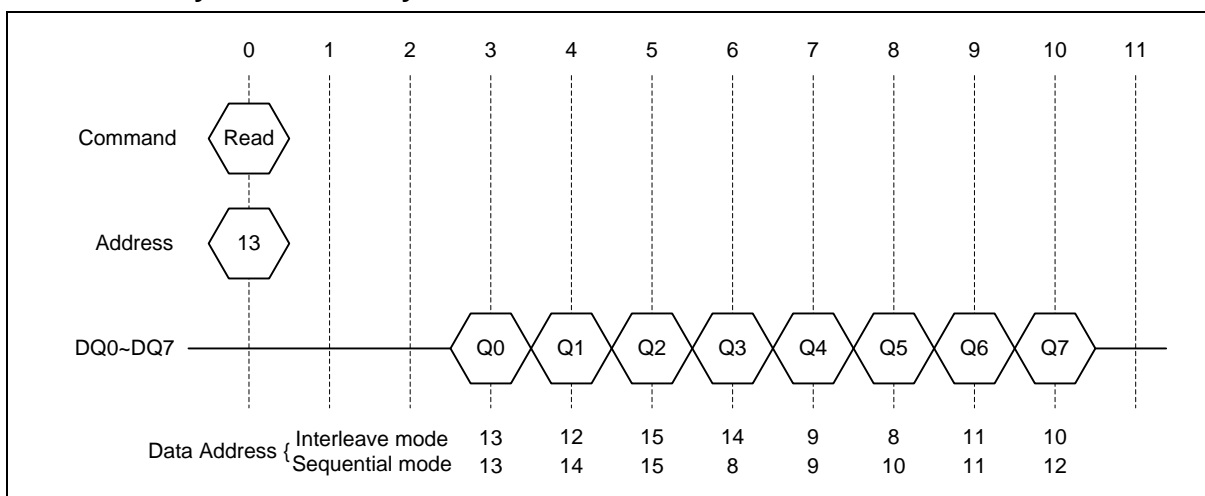 0 1 2 3 4 5 6 7 8 9 10 11
Command Read
Address 13
DQ0~DQ7 Q0 Q1 Q2 Q3 Q4 Q5 Q6 Q7
Data Address { Interleave mode 13 12 15 14 9 8 11 10
Sequential mode 13 14 15 8 9 10 11 12